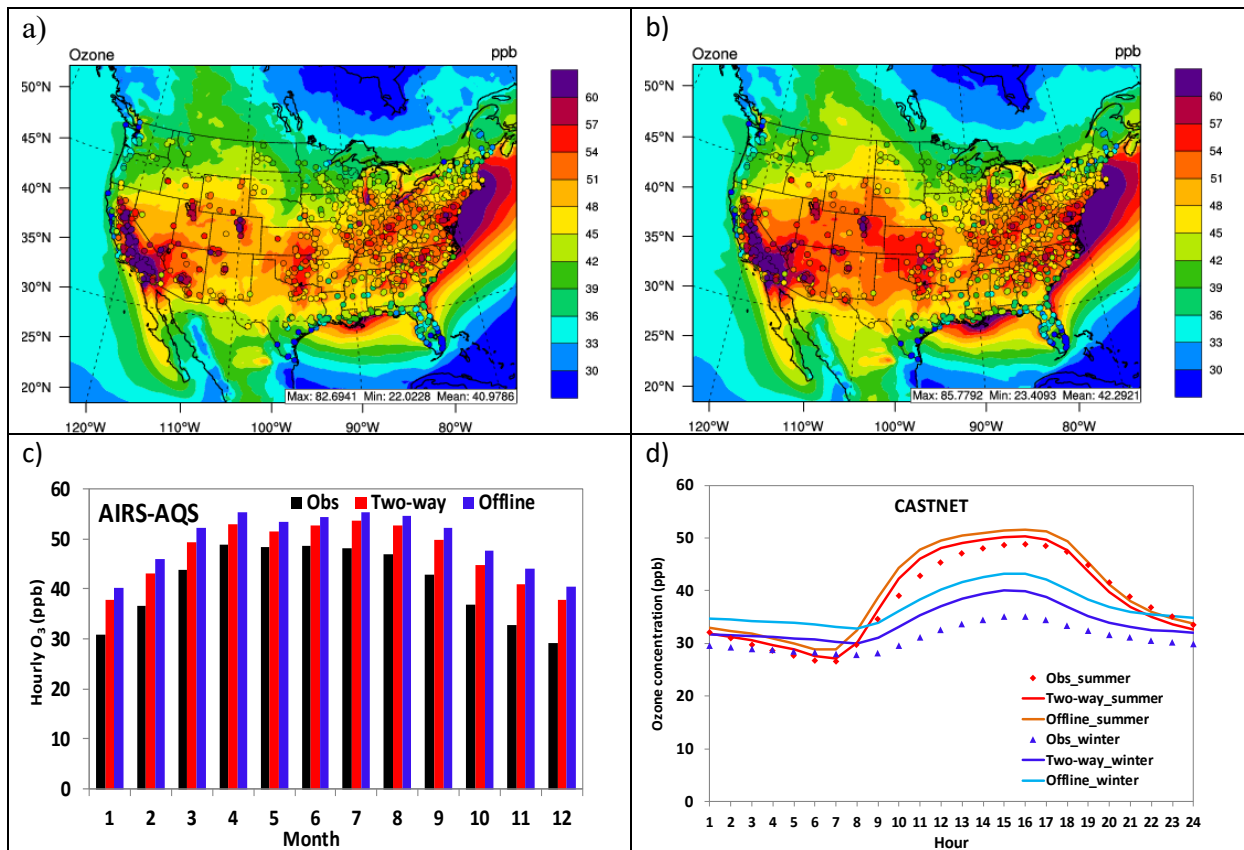 a)
Ozone ppb
50°N
45°N
40°N
35°N
30°N
25°N
20°N
120°W 110°W 100°W 90°W 80°W
60
57
54
51
48
45
42
39
36
33
30
Max: 82.6941 Min: 22.0228 Mean: 40.9786
b)
Ozone ppb
50°N
45°N
40°N
35°N
30°N
25°N
20°N
120°W 110°W 100°W 90°W 80°W
60
57
54
51
48
45
42
39
36
33
30
Max: 85.7792 Min: 23.4093 Mean: 42.2921
c)
AIRS-AQS
Obs Two-way Offline
Hourly O3 (ppb)
60
50
40
30
20
10
0
1 2 3 4 5 6 7 8 9 10 11 12
Month
d)
CASTNET
Ozone concentration (ppb)
60
50
40
30
20
10
0
Obs_summer
Two-way_summer
Offline_summer
Obs_winter
Two-way_winter
Offline_winter
1 2 3 4 5 6 7 8 9 10 11 12 13 14 15 16 17 18 19 20 21 22 23 24
Hour